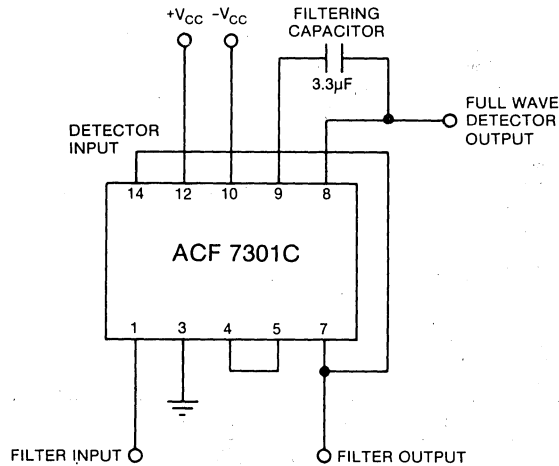 +VCC
−VCC
FILTERING
CAPACITOR
3.3µF
FULL WAVE
DETECTOR
OUTPUT
DETECTOR
INPUT
14 12 10 9 8
ACF 7301C
1 3 4 5 7
FILTER INPUT
FILTER OUTPUT